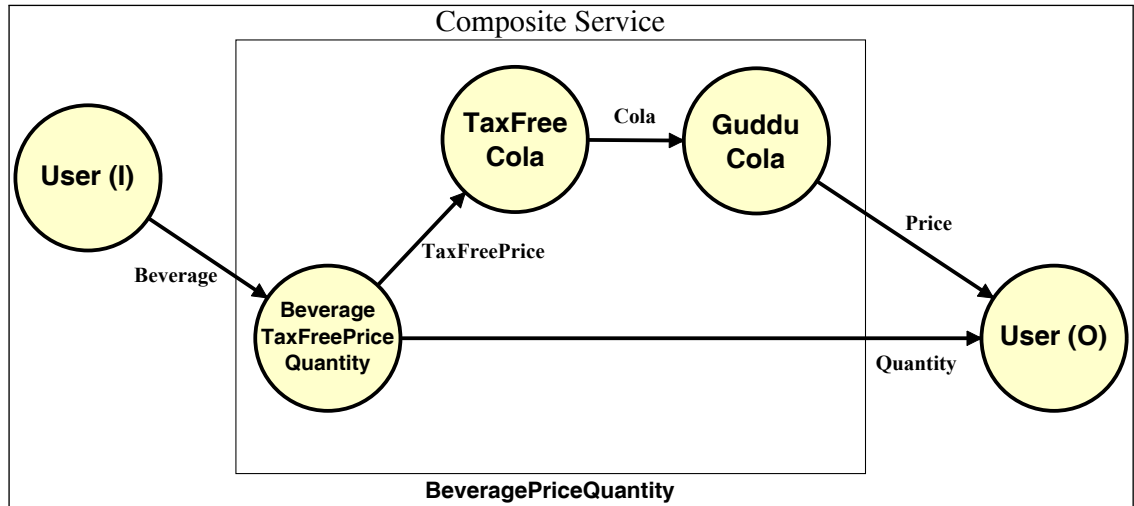 Composite Service
TaxFree
Cola
Cola
Guddu
Cola
User (I)
Price
TaxFreePrice
Beverage
Beverage
TaxFreePrice
Quantity
User (O)
Quantity
BeveragePriceQuantity